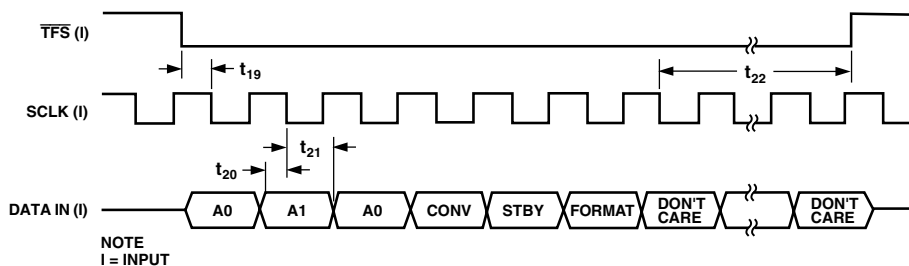 TFS (I)
t19
t22
SCLK (I)
t21
t20
DATA IN (I)
A0
A1
A0
CONV
STBY
FORMAT
DON'T
CARE
DON'T
CARE
NOTE
I = INPUT